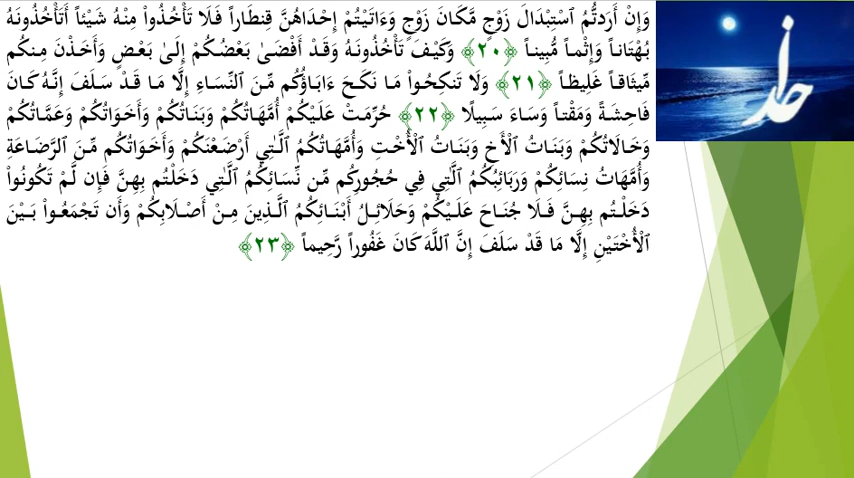 وَإِنْ أَرَدتُّمُ ٱسْتِبْدَالَ زَوْجٍ مَّكَانَ زَوْجٍ وَءَاتَيْتُمْ إِحْدَاهُنَّ قِنطَاراً فَلَا تَأْخُذُواْ مِنْهُ شَيْئاً أَتَأْخُذُونَهُ
بُهْتَاناً وَإِثْماً مُّبِيناً ﴿٢٠﴾ وَكَيْفَ تَأْخُذُونَهُ وَقَدْ أَفْضَىٰ بَعْضُكُمْ إِلَىٰ بَعْضٍ وَأَخَذْنَ مِنكُم
مِّيثَاقاً غَلِيظاً ﴿٢١﴾ وَلَا تَنكِحُواْ مَا نَكَحَ ءَابَاؤُكُم مِّنَ ٱلنِّسَاءِ إِلَّا مَا قَدْ سَلَفَ إِنَّهُ كَانَ
فَاحِشَةً وَمَقْتاً وَسَاءَ سَبِيلًا ﴿٢٢﴾ حُرِّمَتْ عَلَيْكُمْ أُمَّهَاتُكُمْ وَبَنَاتُكُمْ وَأَخَوَاتُكُمْ وَعَمَّاتُكُمْ
وَخَالَاتُكُمْ وَبَنَاتُ ٱلْأَخِ وَبَنَاتُ ٱلْأُخْتِ وَأُمَّهَاتُكُمُ ٱلَّٰتِي أَرْضَعْنَكُمْ وَأَخَوَاتُكُم مِّنَ ٱلرَّضَاعَةِ
وَأُمَّهَاتُ نِسَائِكُمْ وَرَبَائِبُكُمُ ٱلَّٰتِي فِي حُجُورِكُم مِّن نِّسَائِكُمُ ٱلَّٰتِي دَخَلْتُم بِهِنَّ فَإِن لَّمْ تَكُونُواْ
دَخَلْتُم بِهِنَّ فَلَا جُنَاحَ عَلَيْكُمْ وَحَلَائِلُ أَبْنَائِكُمُ ٱلَّذِينَ مِنْ أَصْلَابِكُمْ وَأَن تَجْمَعُواْ بَيْنَ
ٱلْأُخْتَيْنِ إِلَّا مَا قَدْ سَلَفَ إِنَّ ٱللَّهَ كَانَ غَفُوراً رَّحِيماً ﴿٢٣﴾
خدا